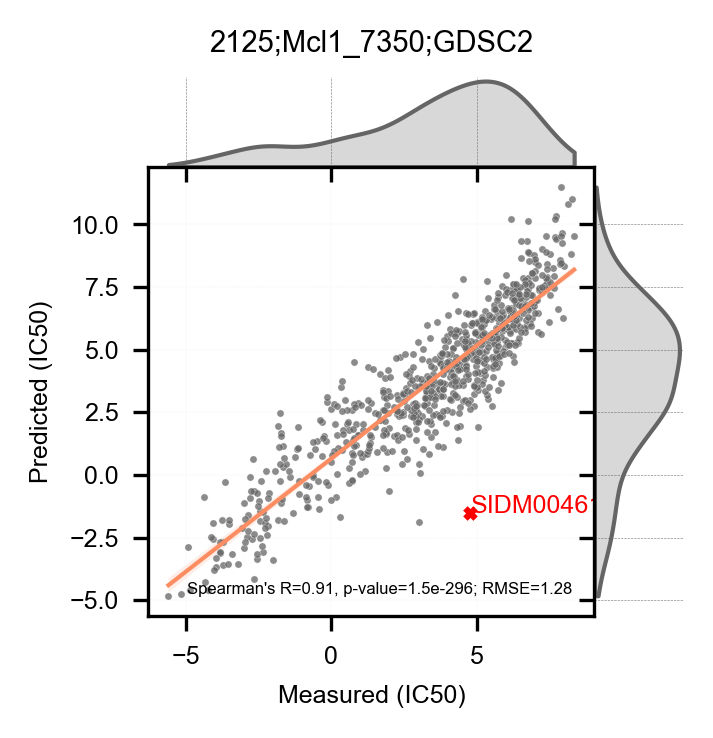 2125;Mcl1_7350;GDSC2
10.0
7.5
5.0
2.5
0.0
−2.5
−5.0
Predicted (IC50)
SIDM0046
Spearman's R=0.91, p-value=1.5e-296; RMSE=1.28
−5
0
5
Measured (IC50)